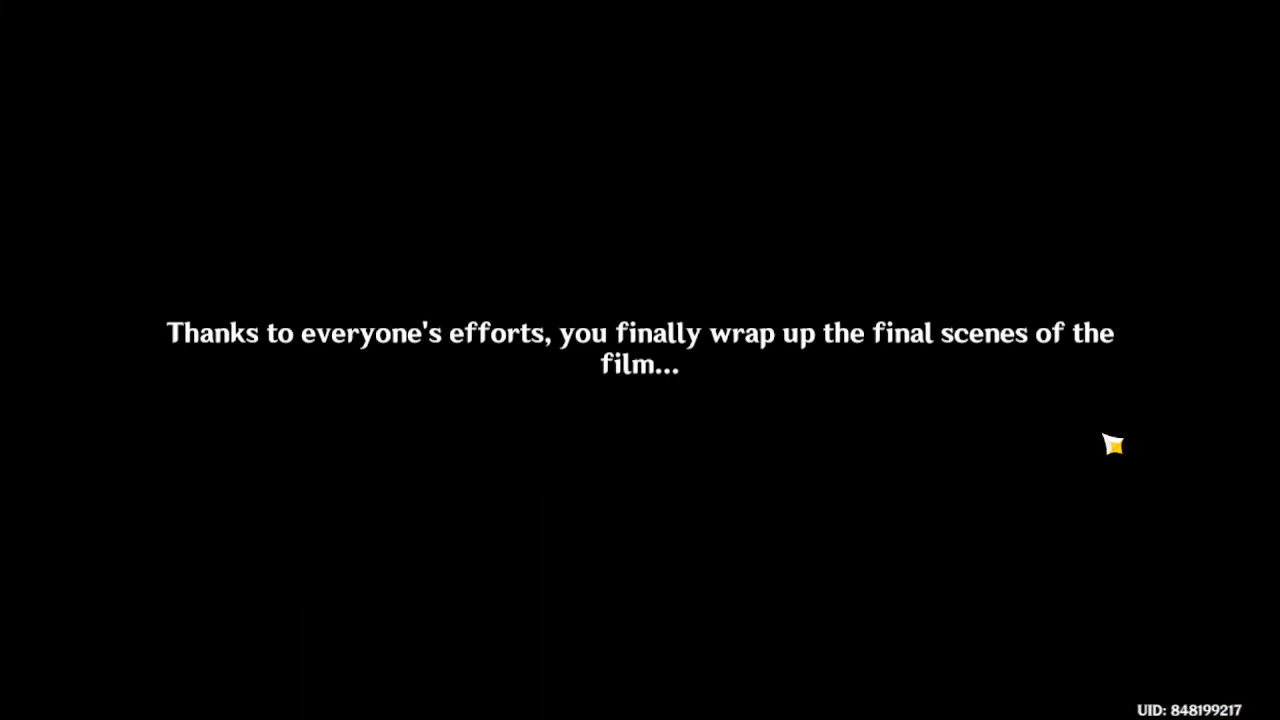 Thanks to everyone's efforts, you finally wrap up the final scenes of the
film...
UID: 848199217